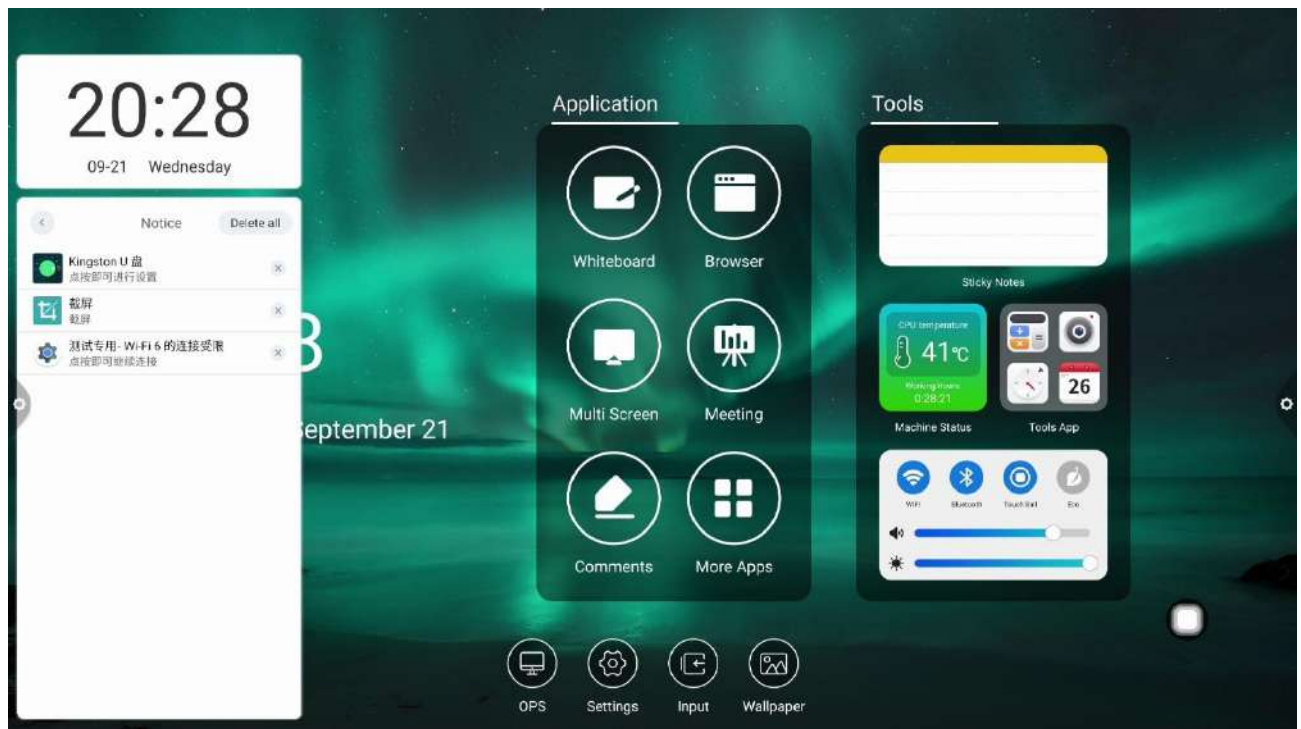 20:28
09-21 Wednesday
Notice
Delete all
Kingston U 盘
点按即可进行设置
截屏
截屏
测试专用- Wi-Fi 6 的连接受限
点按即可继续连接
8
September 21
Application
Whiteboard
Browser
Multi Screen
Meeting
Comments
More Apps
Tools
Sticky Notes
CPU temperature
41℃
Working hours
0:28:21
Machine Status
A
26
Tools App
WIFI
Bluetooth
Touch Ball
Eco
OPS
Settings
Input
Wallpaper